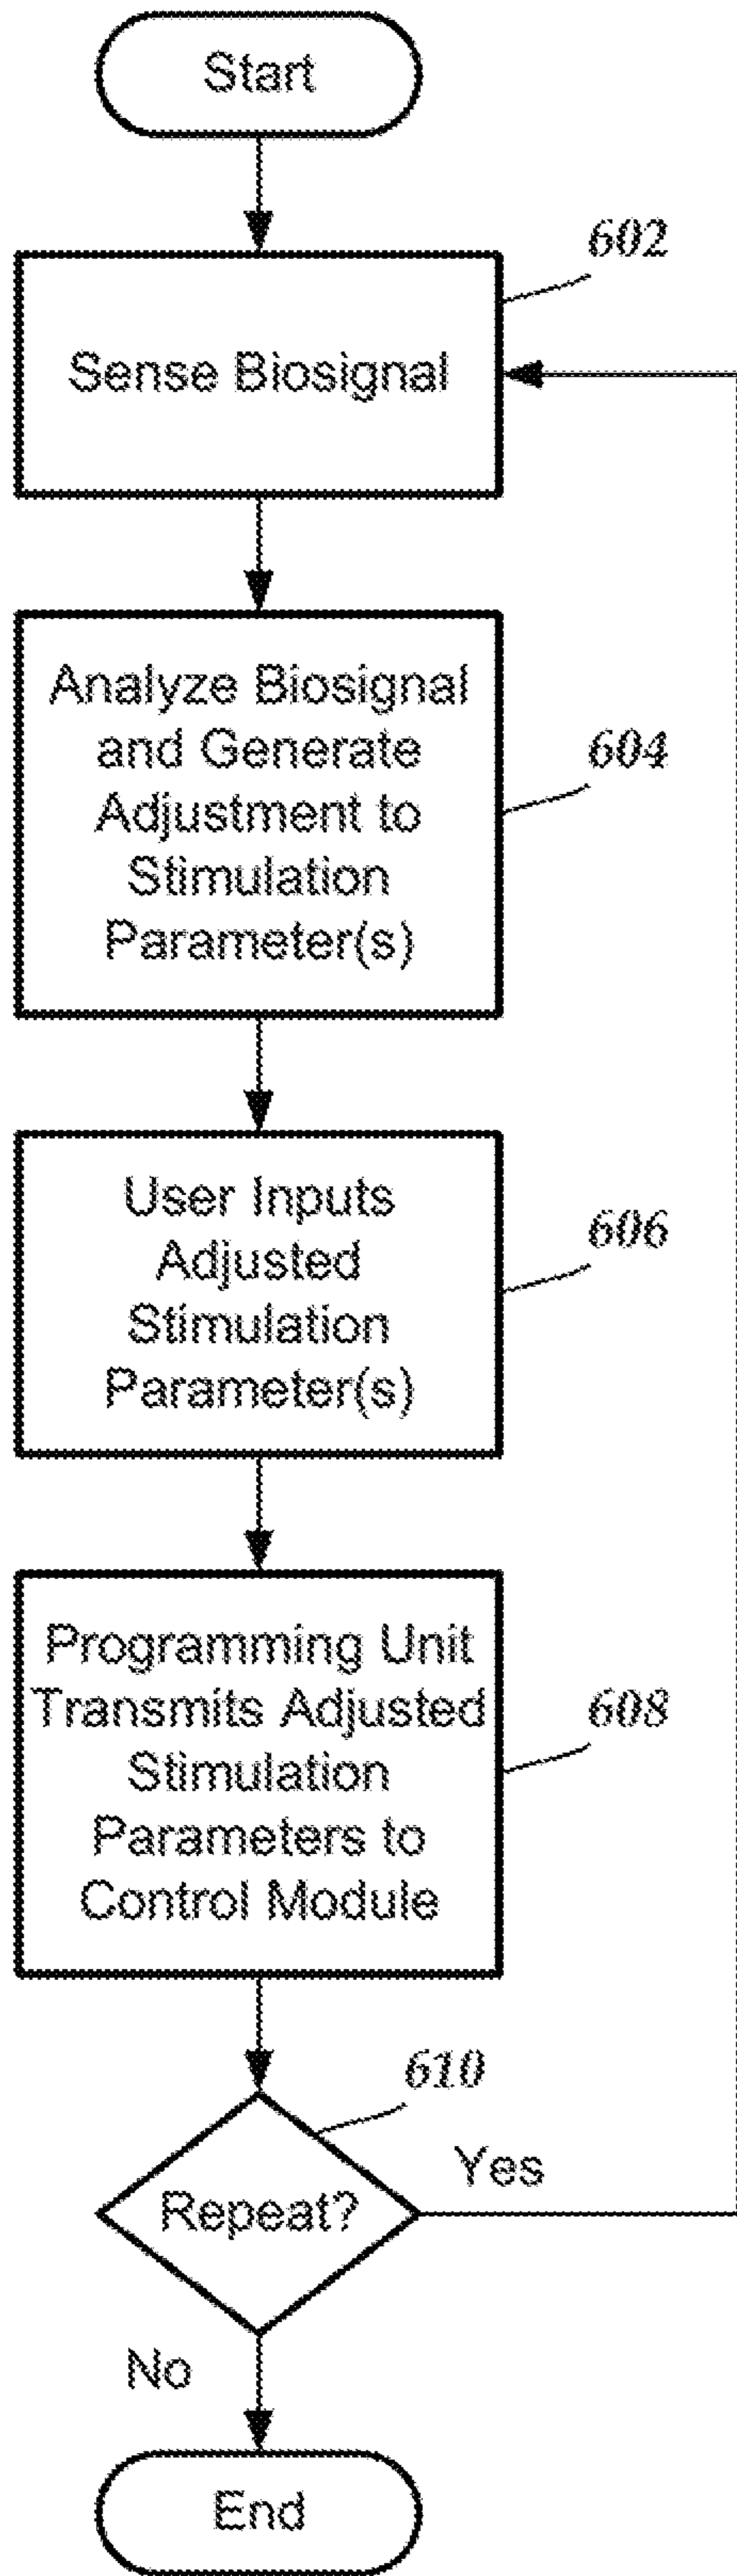 Start
602
Sense Biosignal
Analyze Biosignal
and Generate
Adjustment to
Stimulation
Parameter(s)
604
User Inputs
Adjusted
Stimulation
Parameter(s)
606
Programming Unit
Transmits Adjusted
Stimulation
Parameters to
Control Module
608
610
Repeat?
Yes
No
End